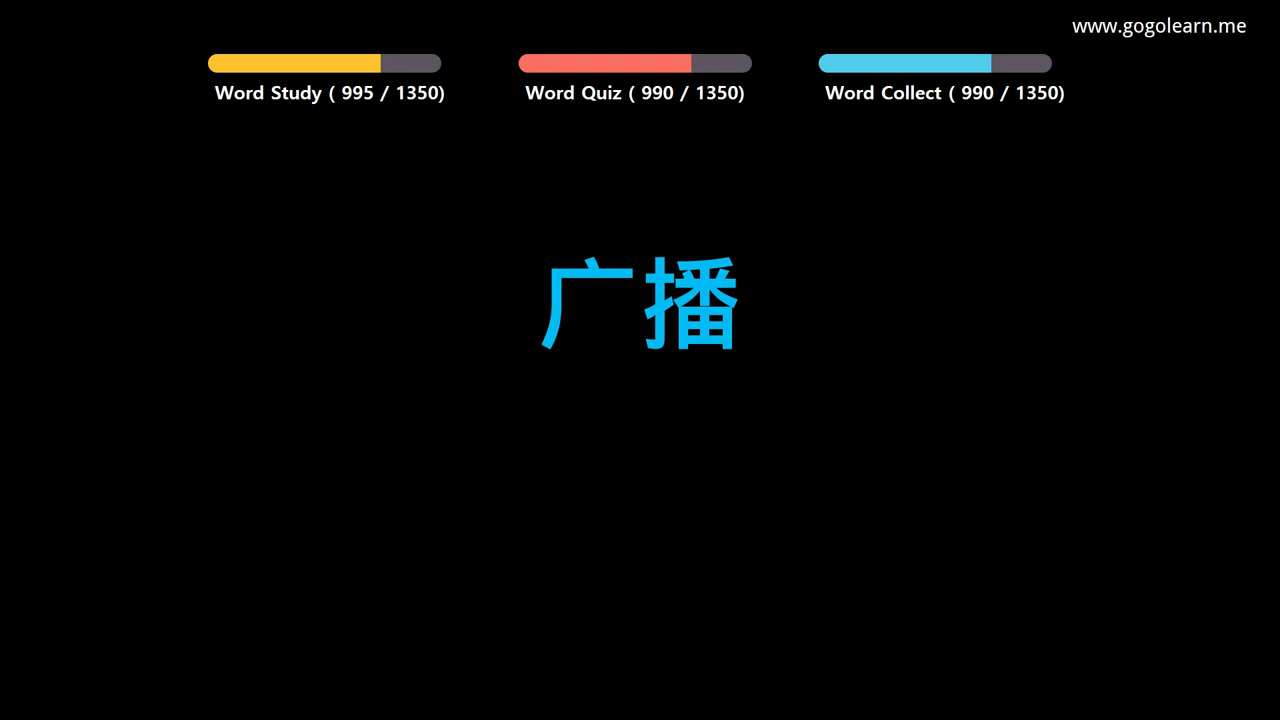 www.gogolearn.me
Word Study ( 995 / 1350)
Word Quiz ( 990 / 1350)
Word Collect ( 990 / 1350)
广播